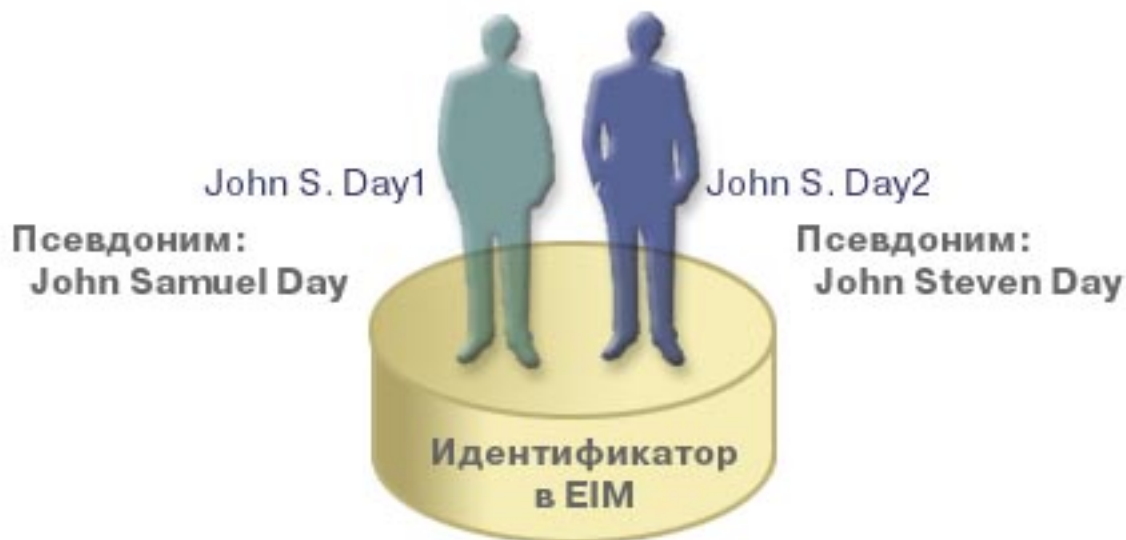 John S. Day1
Псевдоним:
John Samuel Day
John S. Day2
Псевдоним:
John Steven Day
Идентификатор
в EIM